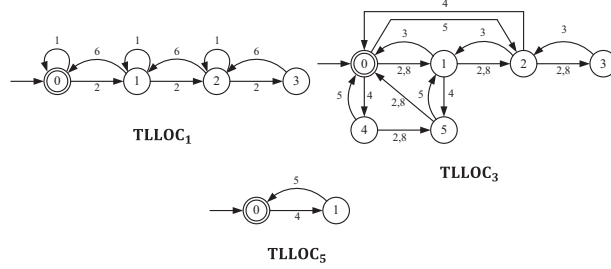 1 1 1
6 6 6
0 1 2 3
2 2 2
TLLOC₁
4
5
3 3 3
0 1 2 3
2,8 2,8 2,8
5 4 2,8 5 4
4 2,8 5
TLLOC₃
5
0 1
4
TLLOC₅